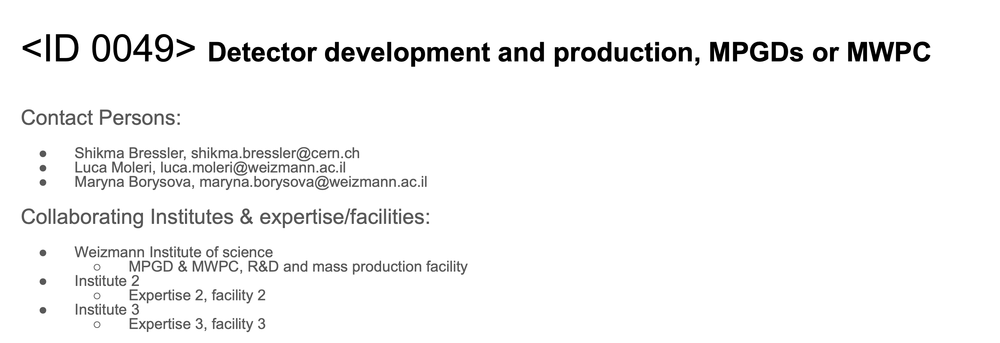 <ID 0049> Detector development and production, MPGDs or MWPC
Contact Persons:
● Shikma Bressler, shikma.bressler@cern.ch
● Luca Moleri, luca.moleri@weizmann.ac.il
● Maryna Borysova, maryna.borysova@weizmann.ac.il
Collaborating Institutes & expertise/facilities:
● Weizmann Institute of science
○ MPGD & MWPC, R&D and mass production facility
● Institute 2
○ Expertise 2, facility 2
● Institute 3
○ Expertise 3, facility 3